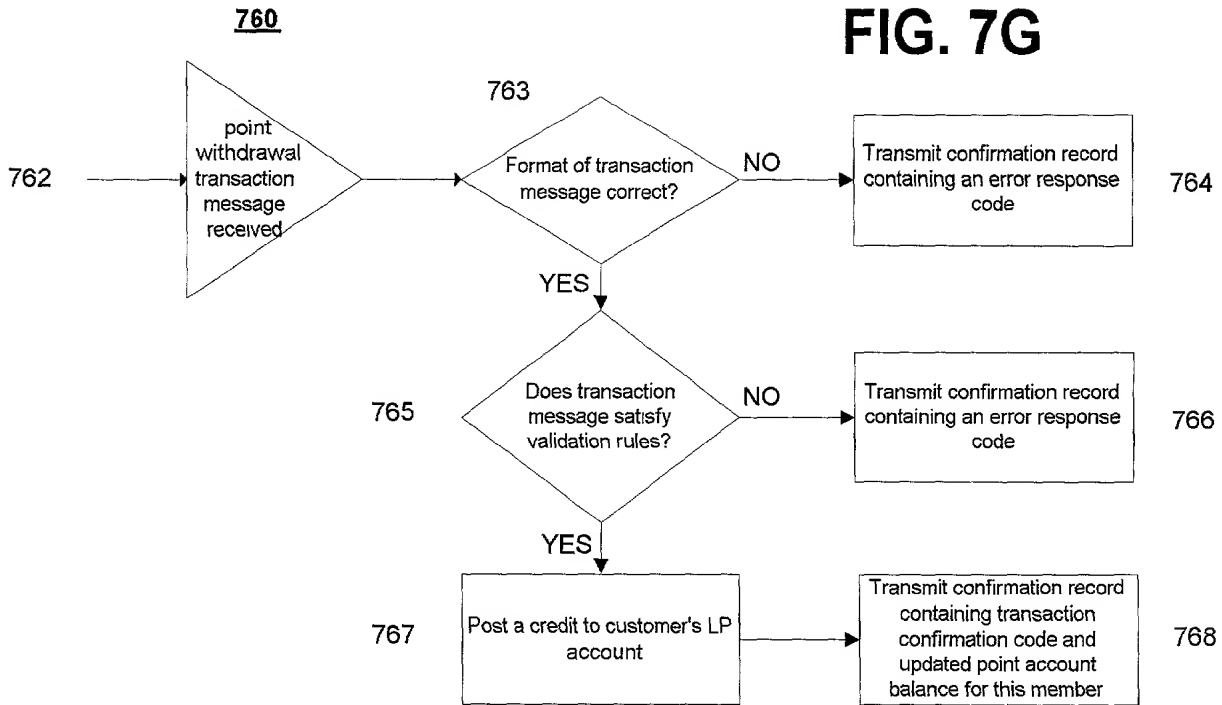 760
FIG. 7G
762
point
withdrawal
transaction
message
received
763
Format of transaction
message correct?
NO
Transmit confirmation record
containing an error response
code
764
YES
765
Does transaction
message satisfy
validation rules?
NO
Transmit confirmation record
containing an error response
code
766
YES
767
Post a credit to customer's LP
account
Transmit confirmation record
containing transaction
confirmation code and
updated point account
balance for this member
768